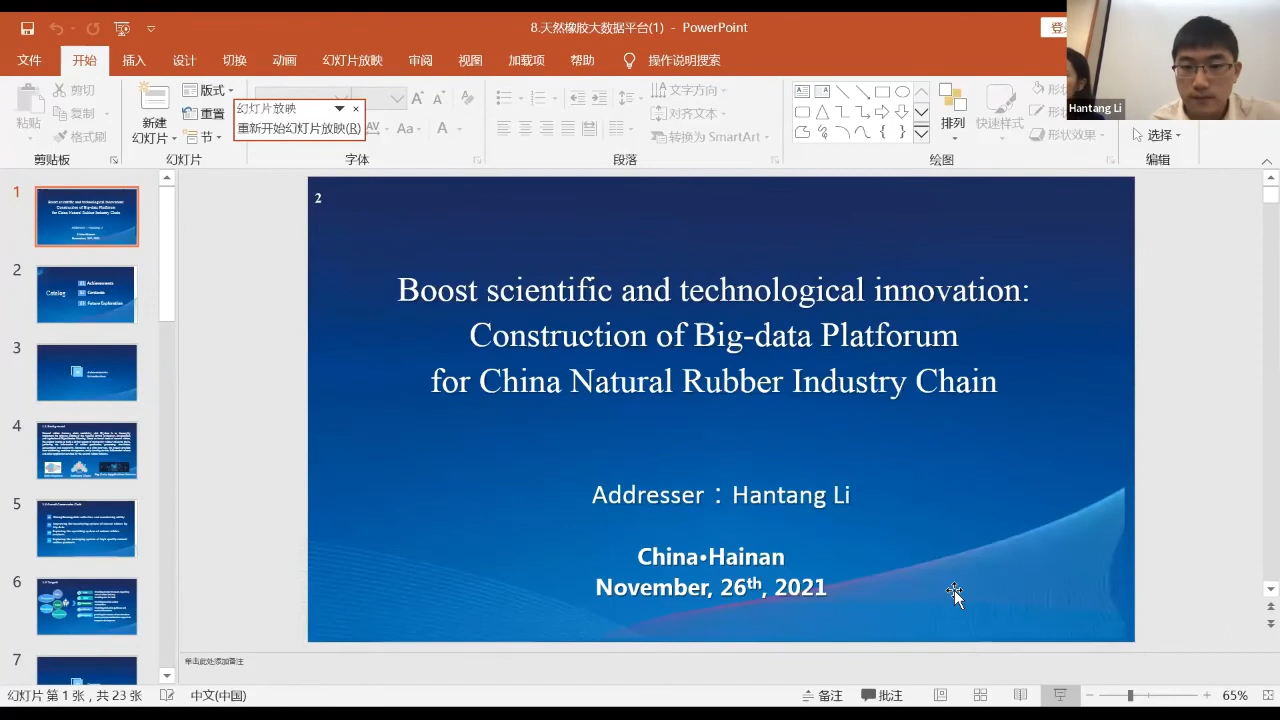 8.天然橡胶大数据平台(1) - PowerPoint
文件 开始 插入 设计 切换 动画 幻灯片放映 审阅 视图 加载项 帮助 操作说明搜索
粘贴
剪切
复制
格式刷
剪贴板
新建
幻灯片
版式
重置
节
幻灯片
幻灯片放映
重新开始幻灯片放映(R)
字体
文字方向
对齐文本
转换为 SmartArt
段落
排列
快速样式
形状效果
绘图
选择
编辑
Hantang Li
1
2
3
4
5
6
7
2
Boost scientific and technological innovation:
Construction of Big-data Platforum
for China Natural Rubber Industry Chain
Addresser：Hantang Li
China•Hainan
November, 26th, 2021
单击此处添加备注
幻灯片 第 1 张，共 23 张 中文(中国) 备注 批注 65%